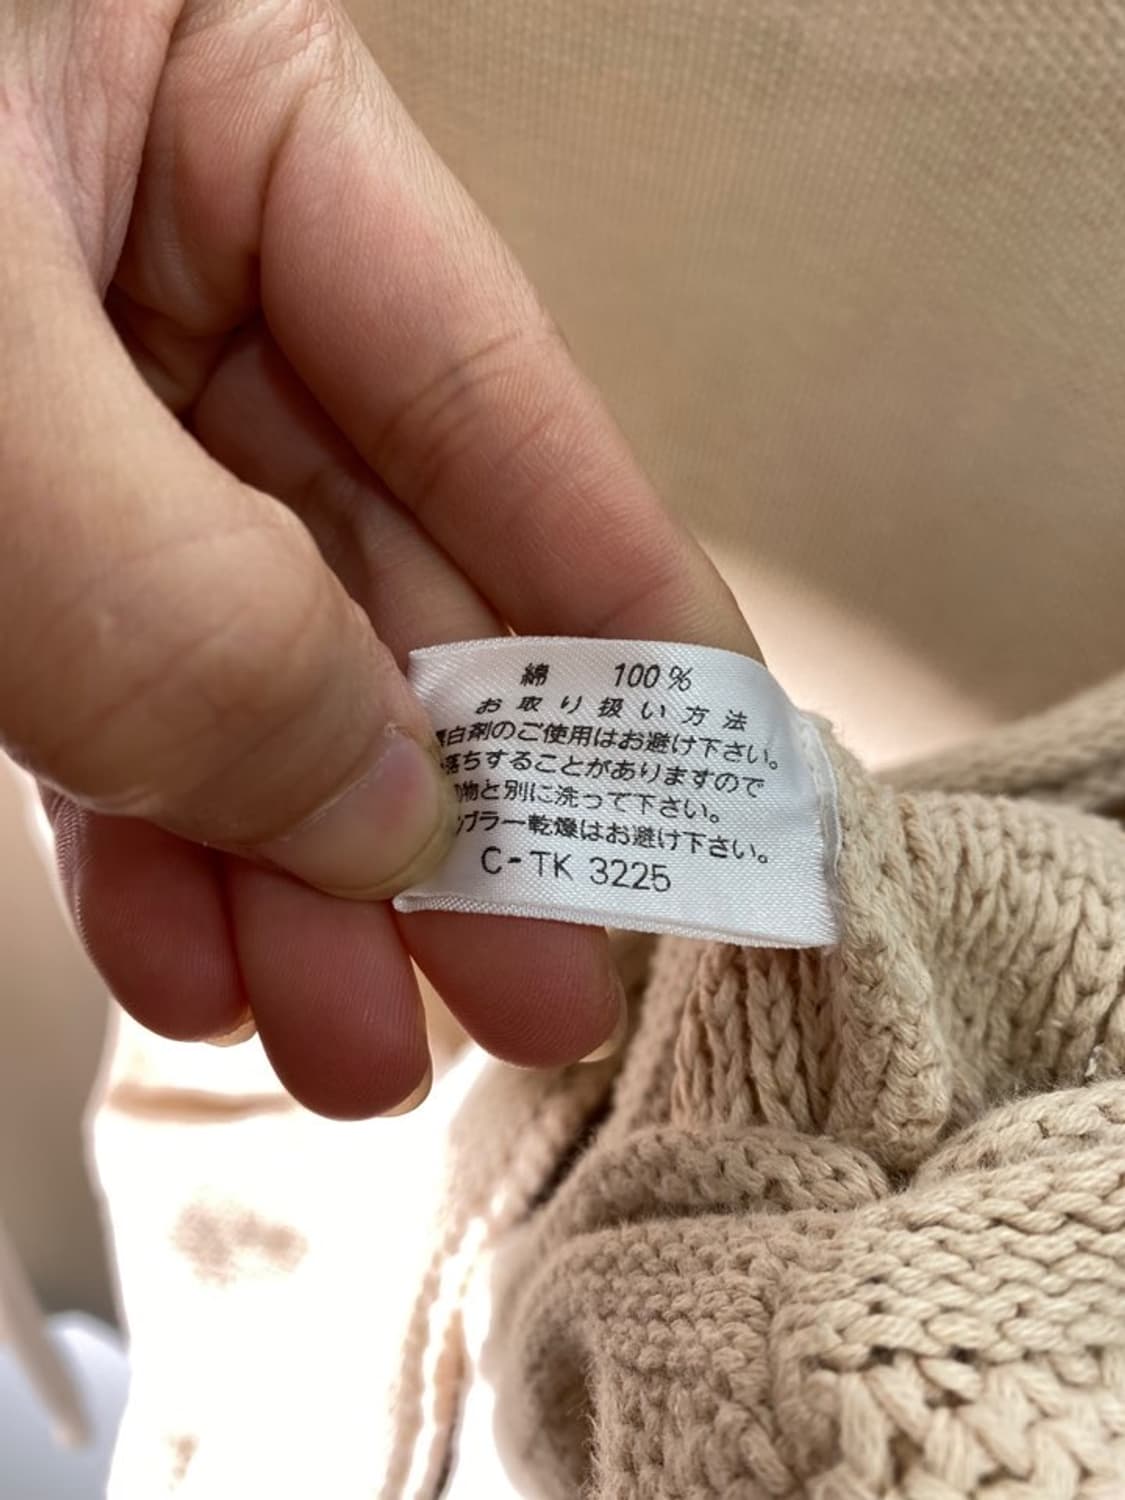 綿 100%
お取り扱い方法
白剤のご使用はお避け下さい。
落ちすることがありますので
物と別に洗って下さい。
ンブラー乾燥はお避け下さい。
C-TK 3225